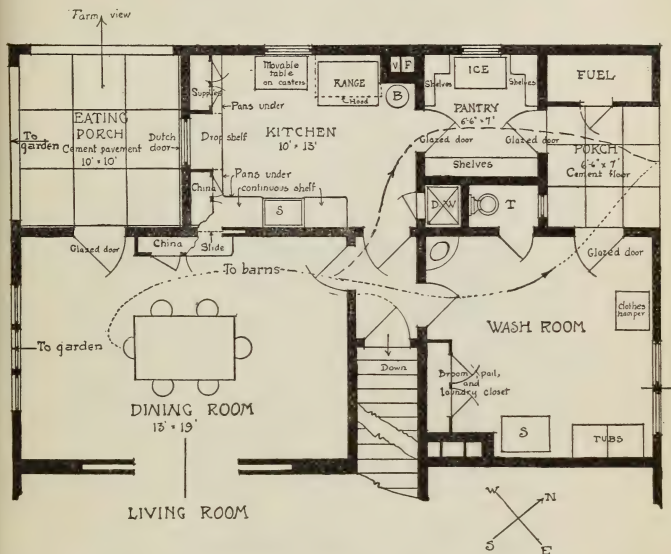 Farm view
Movable
table
on casters
RANGE
Hood
V F
B
ICE
Shelves
Shelves
PANTRY
6'-6" × 7'
FUEL
Supplies
Pans under
EATING
PORCH
Cement pavement
10' × 10'
To
garden
Dutch
door
Drop shelf
KITCHEN
10' × 13'
Glazed door
Glazed door
PORCH
6'-6" × 7'
Cement floor
Shelves
China
Pans under
continuous shelf
S
D W
T
Glazed door
China
Slide
Glazed door
To barns
clothes
hamper
To garden
WASH ROOM
Down
Broom, pail,
and
laundry closet
DINING ROOM
13' × 19'
S
TUBS
LIVING ROOM
W
N
S
E